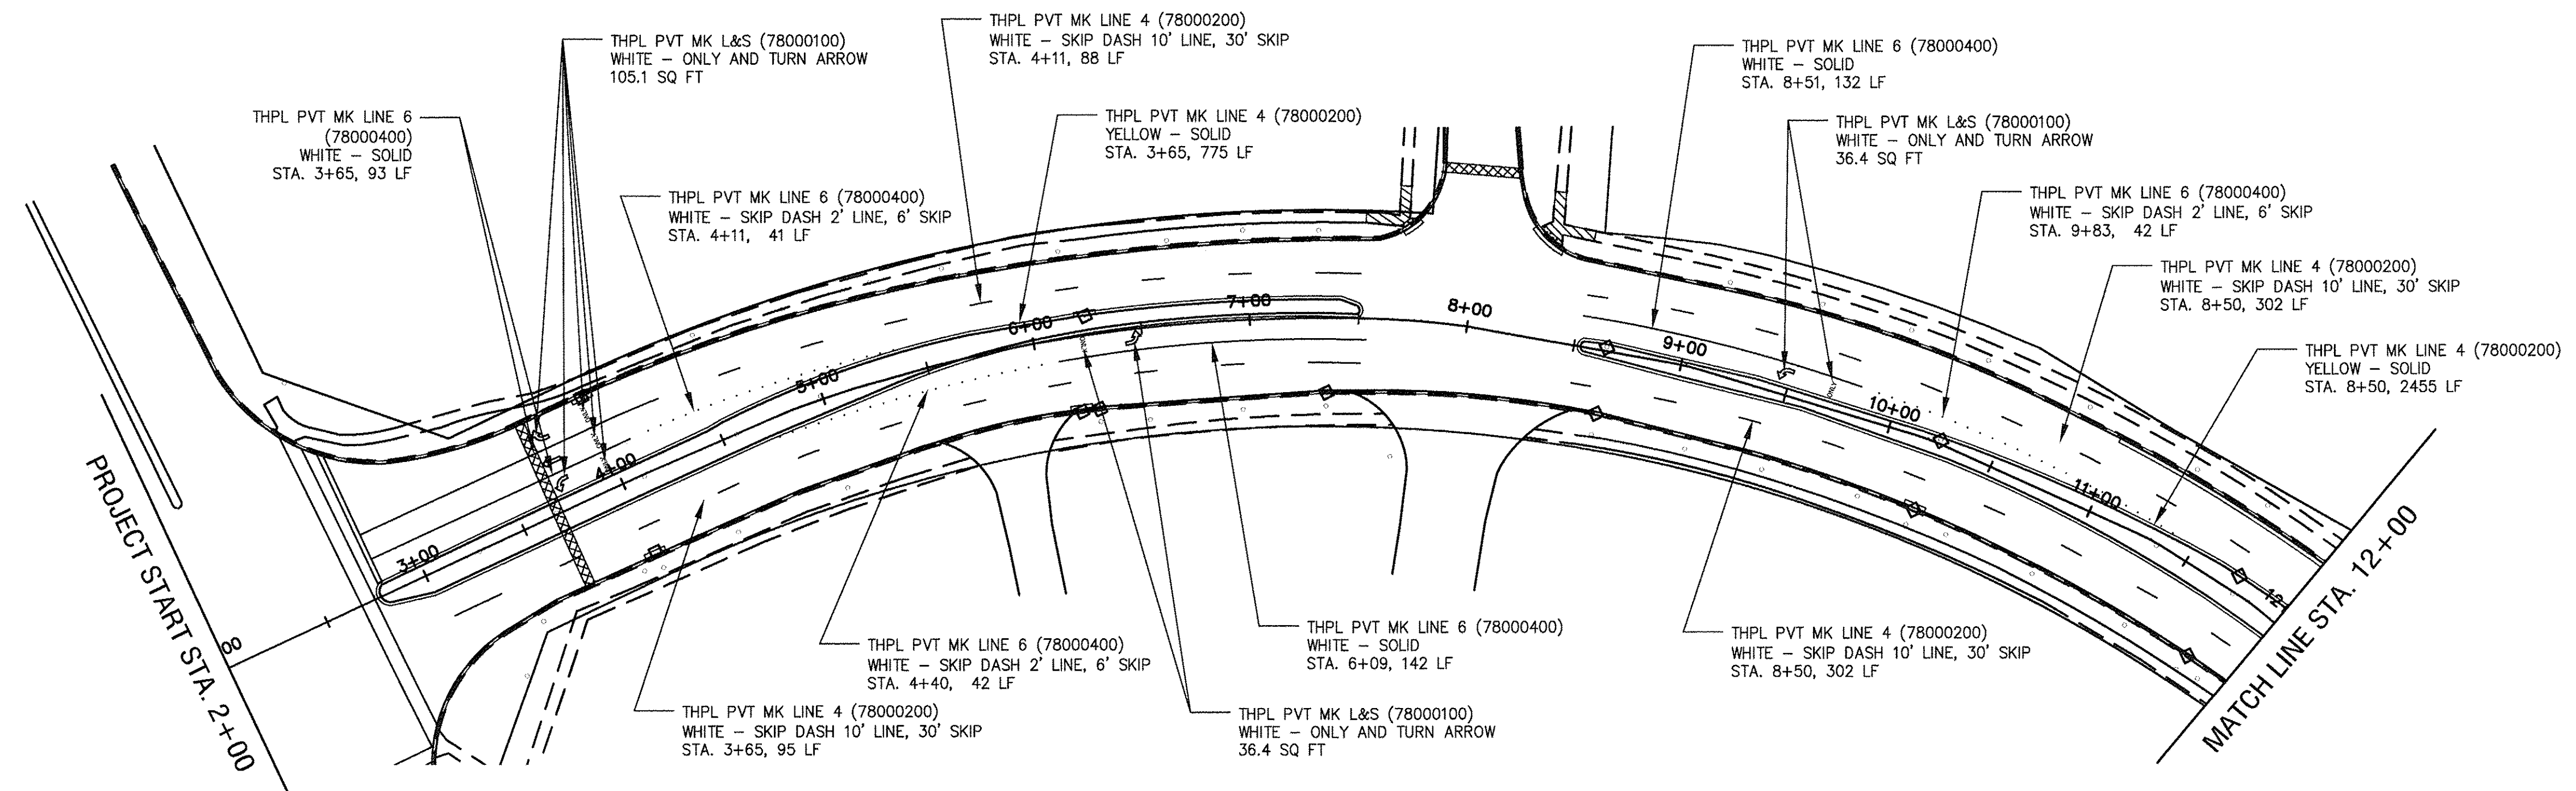 THPL PVT MK LINE 4 (78000200)
WHITE – SKIP DASH 10' LINE, 30' SKIP
STA. 4+11, 88 LF
THPL PVT MK L&S (78000100)
WHITE – ONLY AND TURN ARROW
105.1 SQ FT
THPL PVT MK LINE 6 (78000400)
WHITE – SOLID
STA. 8+51, 132 LF
THPL PVT MK LINE 6
(78000400)
WHITE – SOLID
STA. 3+65, 93 LF
THPL PVT MK LINE 4 (78000200)
YELLOW – SOLID
STA. 3+65, 775 LF
THPL PVT MK L&S (78000100)
WHITE – ONLY AND TURN ARROW
36.4 SQ FT
THPL PVT MK LINE 6 (78000400)
WHITE – SKIP DASH 2' LINE, 6' SKIP
STA. 4+11, 41 LF
THPL PVT MK LINE 6 (78000400)
WHITE – SKIP DASH 2' LINE, 6' SKIP
STA. 9+83, 42 LF
THPL PVT MK LINE 4 (78000200)
WHITE – SKIP DASH 10' LINE, 30' SKIP
STA. 8+50, 302 LF
THPL PVT MK LINE 4 (78000200)
YELLOW – SOLID
STA. 8+50, 2455 LF
3+00
4+00
5+00
6+00
7+00
8+00
9+00
10+00
11+00
12
ONLY
ONLY
ONLY
PROJECT START STA. 2+00
MATCH LINE STA. 12+00
THPL PVT MK LINE 6 (78000400)
WHITE – SKIP DASH 2' LINE, 6' SKIP
STA. 4+40, 42 LF
THPL PVT MK LINE 6 (78000400)
WHITE – SOLID
STA. 6+09, 142 LF
THPL PVT MK LINE 4 (78000200)
WHITE – SKIP DASH 10' LINE, 30' SKIP
STA. 8+50, 302 LF
THPL PVT MK LINE 4 (78000200)
WHITE – SKIP DASH 10' LINE, 30' SKIP
STA. 3+65, 95 LF
THPL PVT MK L&S (78000100)
WHITE – ONLY AND TURN ARROW
36.4 SQ FT